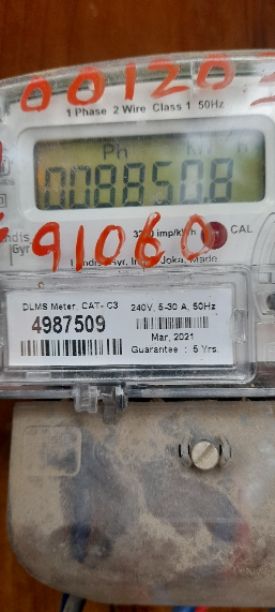 00120
1 Phase 2 Wire Class 1 50Hz
Ph
008850.8
imp/kWh CAL
Gyr
91060
DLMS Meter, CAT- C3 240V, 5-30 A, 50Hz
4987509
Mar, 2021
Guarantee : 5 Yrs.